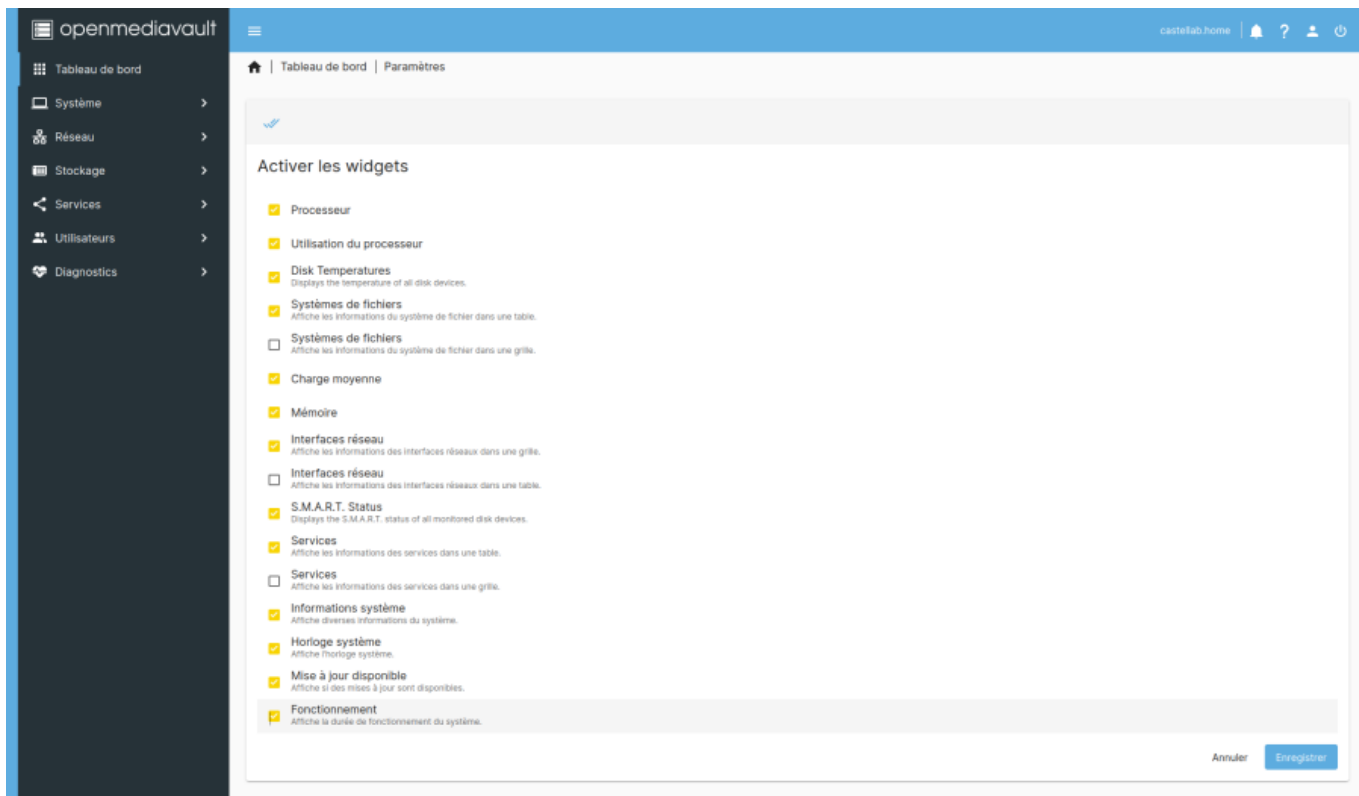 openmediavault
castellab.home
Tableau de bord
Système
Réseau
Stockage
Services
Utilisateurs
Diagnostics
Tableau de bord | Paramètres
Activer les widgets
Processeur
Utilisation du processeur
Disk Temperatures
Displays the temperature of all disk devices.
Systèmes de fichiers
Affiche les informations du système de fichier dans une table.
Systèmes de fichiers
Affiche les informations du système de fichier dans une grille.
Charge moyenne
Mémoire
Interfaces réseau
Affiche les informations des interfaces réseaux dans une grille.
Interfaces réseau
Affiche les informations des interfaces réseaux dans une table.
S.M.A.R.T. Status
Displays the S.M.A.R.T. status of all monitored disk devices.
Services
Affiche les informations des services dans une table.
Services
Affiche les informations des services dans une grille.
Informations système
Affiche diverses informations du système.
Horloge système
Affiche l'horloge système.
Mise à jour disponible
Affiche si des mises à jour sont disponibles.
Fonctionnement
Affiche la durée de fonctionnement du système.
Annuler
Enregistrer